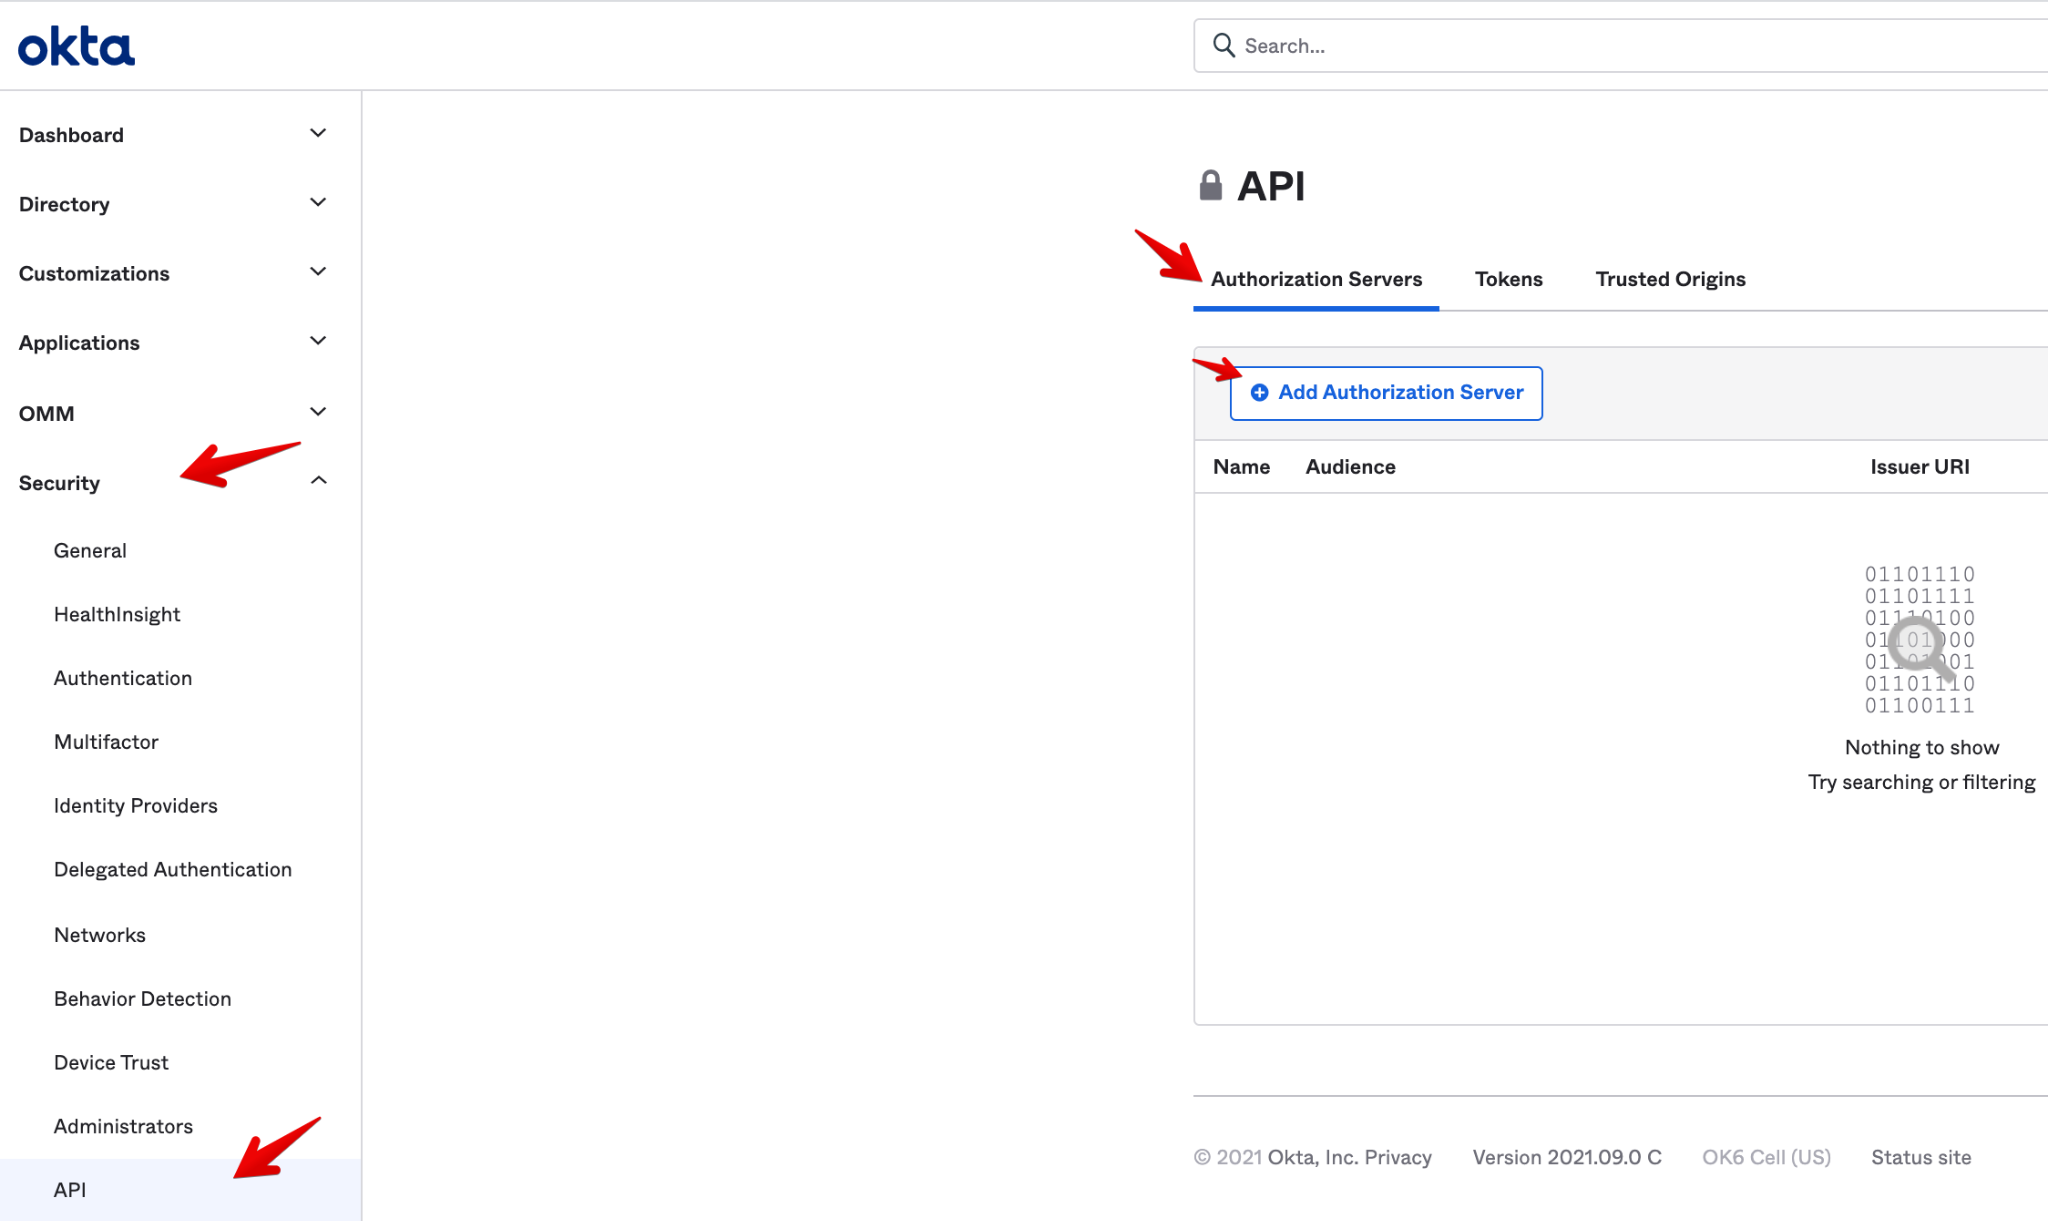 okta
Search...
Dashboard
Directory
Customizations
Applications
OMM
Security
General
HealthInsight
Authentication
Multifactor
Identity Providers
Delegated Authentication
Networks
Behavior Detection
Device Trust
Administrators
API
API
Authorization Servers Tokens Trusted Origins
Add Authorization Server
Name Audience Issuer URI
01101110
01101111
01110100
01101000
01101001
01101110
01100111
Nothing to show
Try searching or filtering
© 2021 Okta, Inc. Privacy Version 2021.09.0 C OK6 Cell (US) Status site